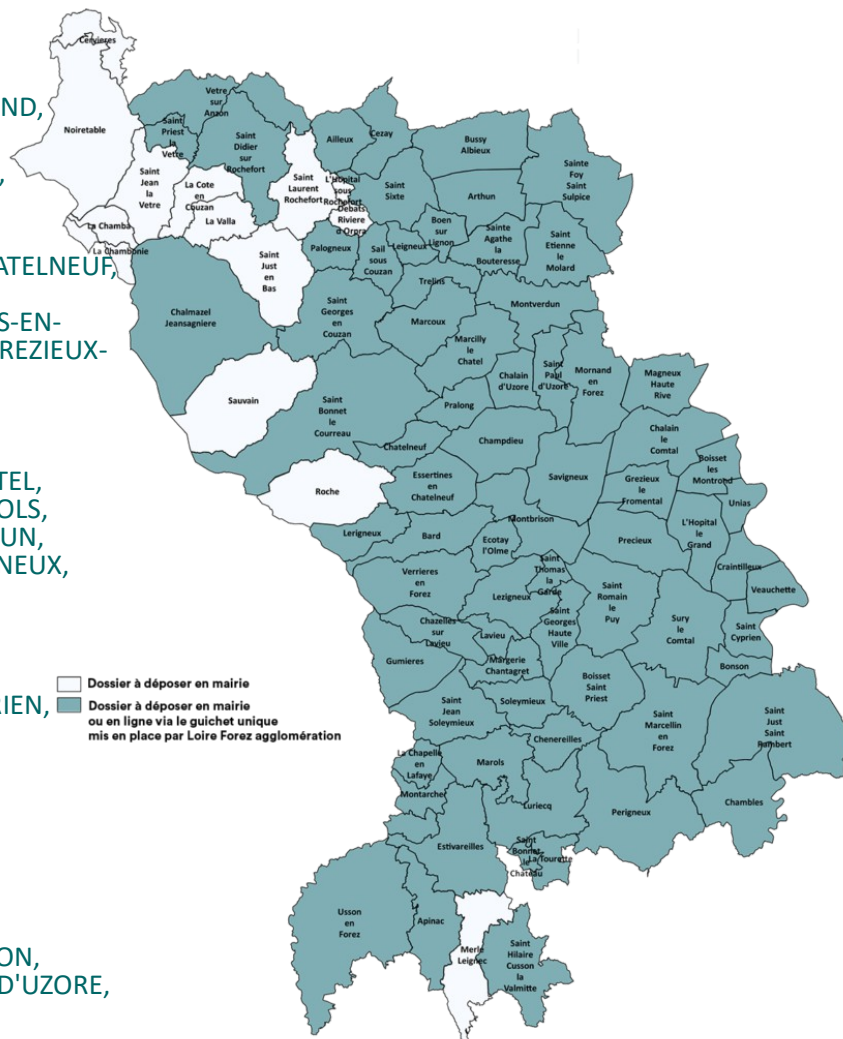 ND,
,
ATELNEUF,
S-EN-
REZIEUX-
TEL,
OLS,
UN,
NEUX,
RIEN,
ON,
D'UZORE,
Cervieres
Noiretable
Vetre
sur
Anzon
Saint
Priest
la
Vetre
Saint
Didier
sur
Rochefort
Saint
Jean
la
Vetre
La Cote
en
Couzan
La Valla
La Chamba
La Chambonie
Saint
Laurent
Rochefort
Ailleux
Cezay
L'Hopital
sous
Rochefort
Debats
Riviere
d Orpra
Saint
Sixte
Bussy
Albieux
Arthun
Sainte
Foy
Saint
Sulpice
Boen
sur
Lignon
Sainte
Agathe
la
Bouteresse
Saint
Etienne
le
Molard
Palogneux
Sail
sous
Couzan
Leigneux
Saint
Just
en
Bas
Trelins
Chalmazel
Jeansagniere
Saint
Georges
en
Couzan
Marcoux
Montverdun
Marcilly
le
Chatel
Chalain
d'Uzore
Saint
Paul
d'Uzore
Mornand
en
Forez
Magneux
Haute
Rive
Sauvain
Saint
Bonnet
le
Courreau
Pralong
Chatelneuf
Champdieu
Chalain
le
Comtal
Boisset
les
Montrond
Roche
Essertines
en
Chatelneuf
Savigneux
Grezieux
le
Fromental
Unias
L'Hopital
le
Grand
Lerigneux
Bard
Ecotay
l'Olme
Montbrison
Precieux
Craintilleux
Veauchette
Verrieres
en
Forez
Lezigneux
Saint
Thomas
la
Garde
Saint
Romain
le
Puy
Sury
le
Comtal
Saint
Cyprien
Chazelles
sur
Lavieu
Lavieu
Saint
Georges
Haute
Ville
Gumieres
Margerie
Chantagret
Boisset
Saint
Priest
Bonson
Dossier à déposer en mairie
Dossier à déposer en mairie
ou en ligne via le guichet unique
mis en place par Loire Forez agglomération
Saint
Jean
Soleymieux
Soleymieux
Chenereilles
Saint
Marcellin
en
Forez
Saint
Just
Saint
Rambert
La Chapelle
en
Lafaye
Marols
Montarcher
Luriecq
Perigneux
Chambles
Estivareilles
Saint
Bonnet
le
Chateau
La Tourette
Usson
en
Forez
Apinac
Merle
Leignec
Saint
Hilaire
Cusson
la
Valmitte